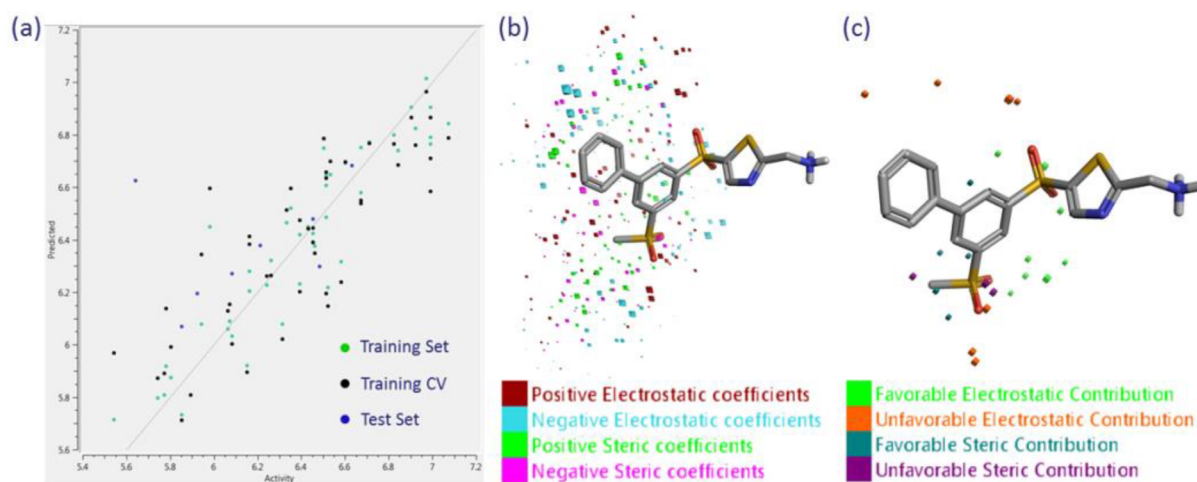 (a)
7.2
7
6.8
6.6
6.4
6.2
6
5.8
5.6
Predicted
5.4 5.6 5.8 6 6.2 6.4 6.6 6.8 7 7.2
Activity
Training Set
Training CV
Test Set
(b)
Positive Electrostatic coefficients
Negative Electrostatic coefficients
Positive Steric coefficients
Negative Steric coefficients
(c)
Favorable Electrostatic Contribution
Unfavorable Electrostatic Contribution
Favorable Steric Contribution
Unfavorable Steric Contribution